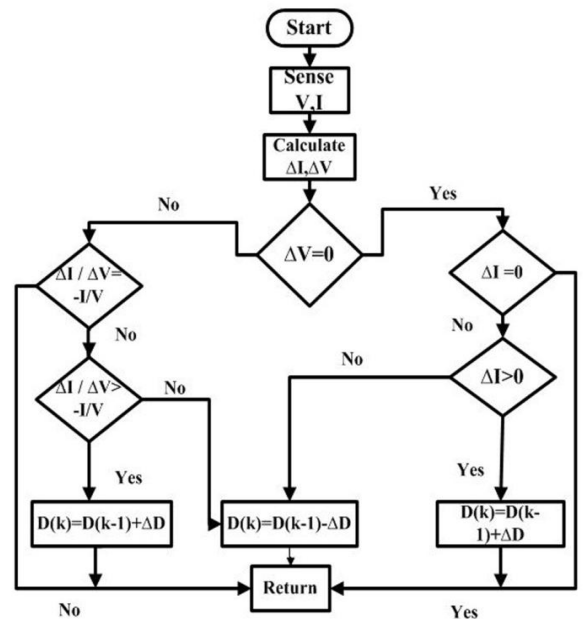 Start
Sense
V,I
Calculate
ΔI,ΔV
No
Yes
ΔV=0
ΔI / ΔV=
-I/V
ΔI =0
No
No
ΔI / ΔV>
-I/V
No
No
ΔI>0
Yes
Yes
D(k)=D(k-1)+ΔD
D(k)=D(k-1)-ΔD
D(k)=D(k-
1)+ΔD
Return
No
Yes